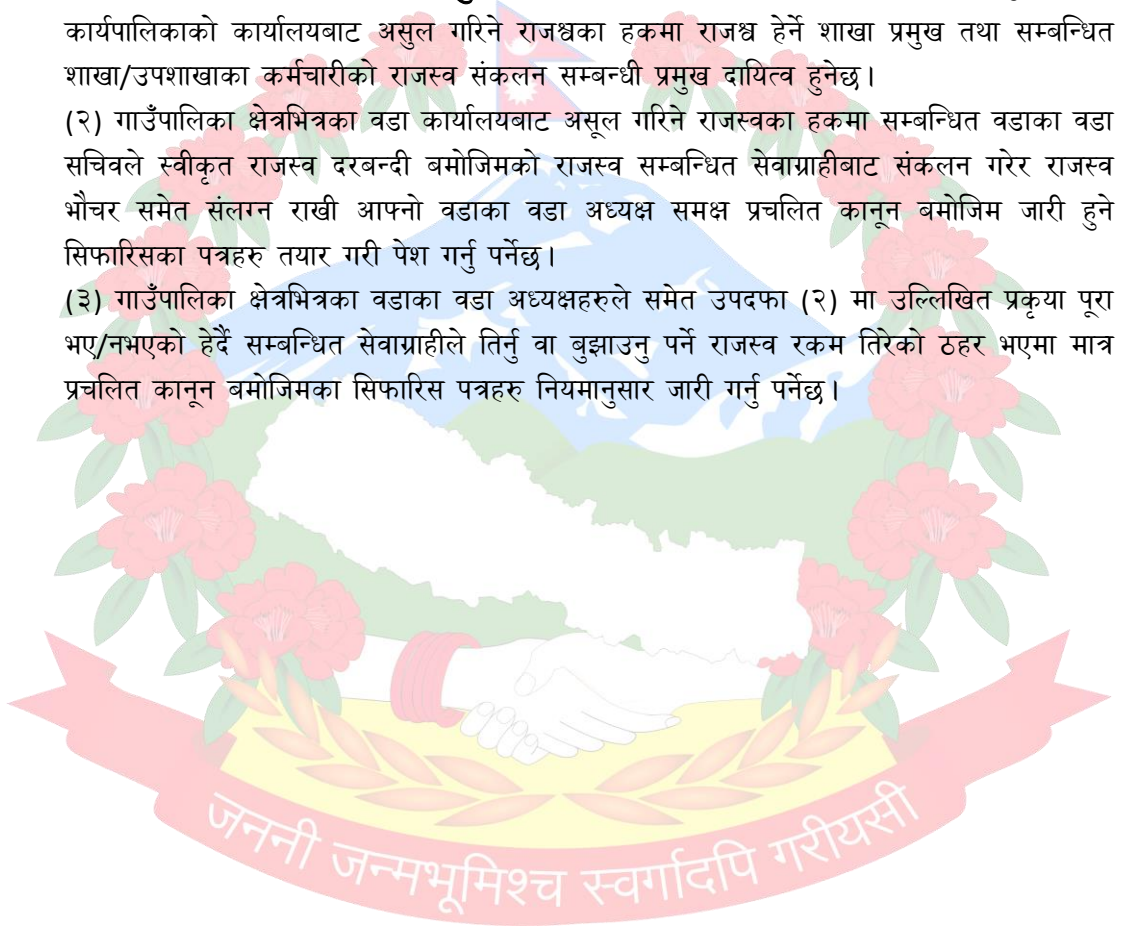 कार्यपालिकाको कार्यालयबाट असुल गरिने राजश्वका हकमा राजश्व हेर्ने शाखा प्रमुख तथा सम्बन्धित
शाखा/उपशाखाका कर्मचारीको राजस्व संकलन सम्बन्धी प्रमुख दायित्व हुनेछ।
(२) गाउँपालिका क्षेत्रभित्रका वडा कार्यालयबाट असूल गरिने राजस्वका हकमा सम्बन्धित वडाका वडा
सचिवले स्वीकृत राजस्व दरबन्दी बमोजिमको राजस्व सम्बन्धित सेवाग्राहीबाट संकलन गरेर राजस्व
भौचर समेत संलग्न राखी आफ्नो वडाका वडा अध्यक्ष समक्ष प्रचलित कानून बमोजिम जारी हुने
सिफारिसका पत्रहरु तयार गरी पेश गर्नु पर्नेछ।
(३) गाउँपालिका क्षेत्रभित्रका वडाका वडा अध्यक्षहरुले समेत उपदफा (२) मा उल्लिखित प्रकृया पूरा
भए/नभएको हेर्दै सम्बन्धित सेवाग्राहीले तिर्नु वा बुझाउनु पर्ने राजस्व रकम तिरेको ठहर भएमा मात्र
प्रचलित कानून बमोजिमका सिफारिस पत्रहरु नियमानुसार जारी गर्नु पर्नेछ।
जननी जन्मभूमिश्च स्वर्गादपि गरीयसी